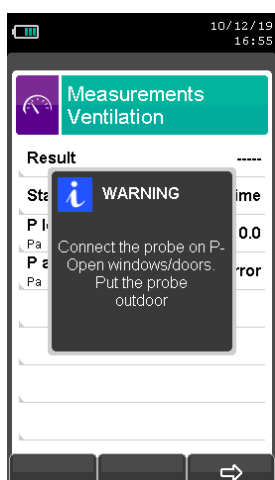 10/12/19
16:55
Measurements
Ventilation
Result -----
Sta ime
P l 0.0
Pa
P a rror
Pa
i WARNING
Connect the probe on P-
Open windows/doors.
Put the probe
outdoor